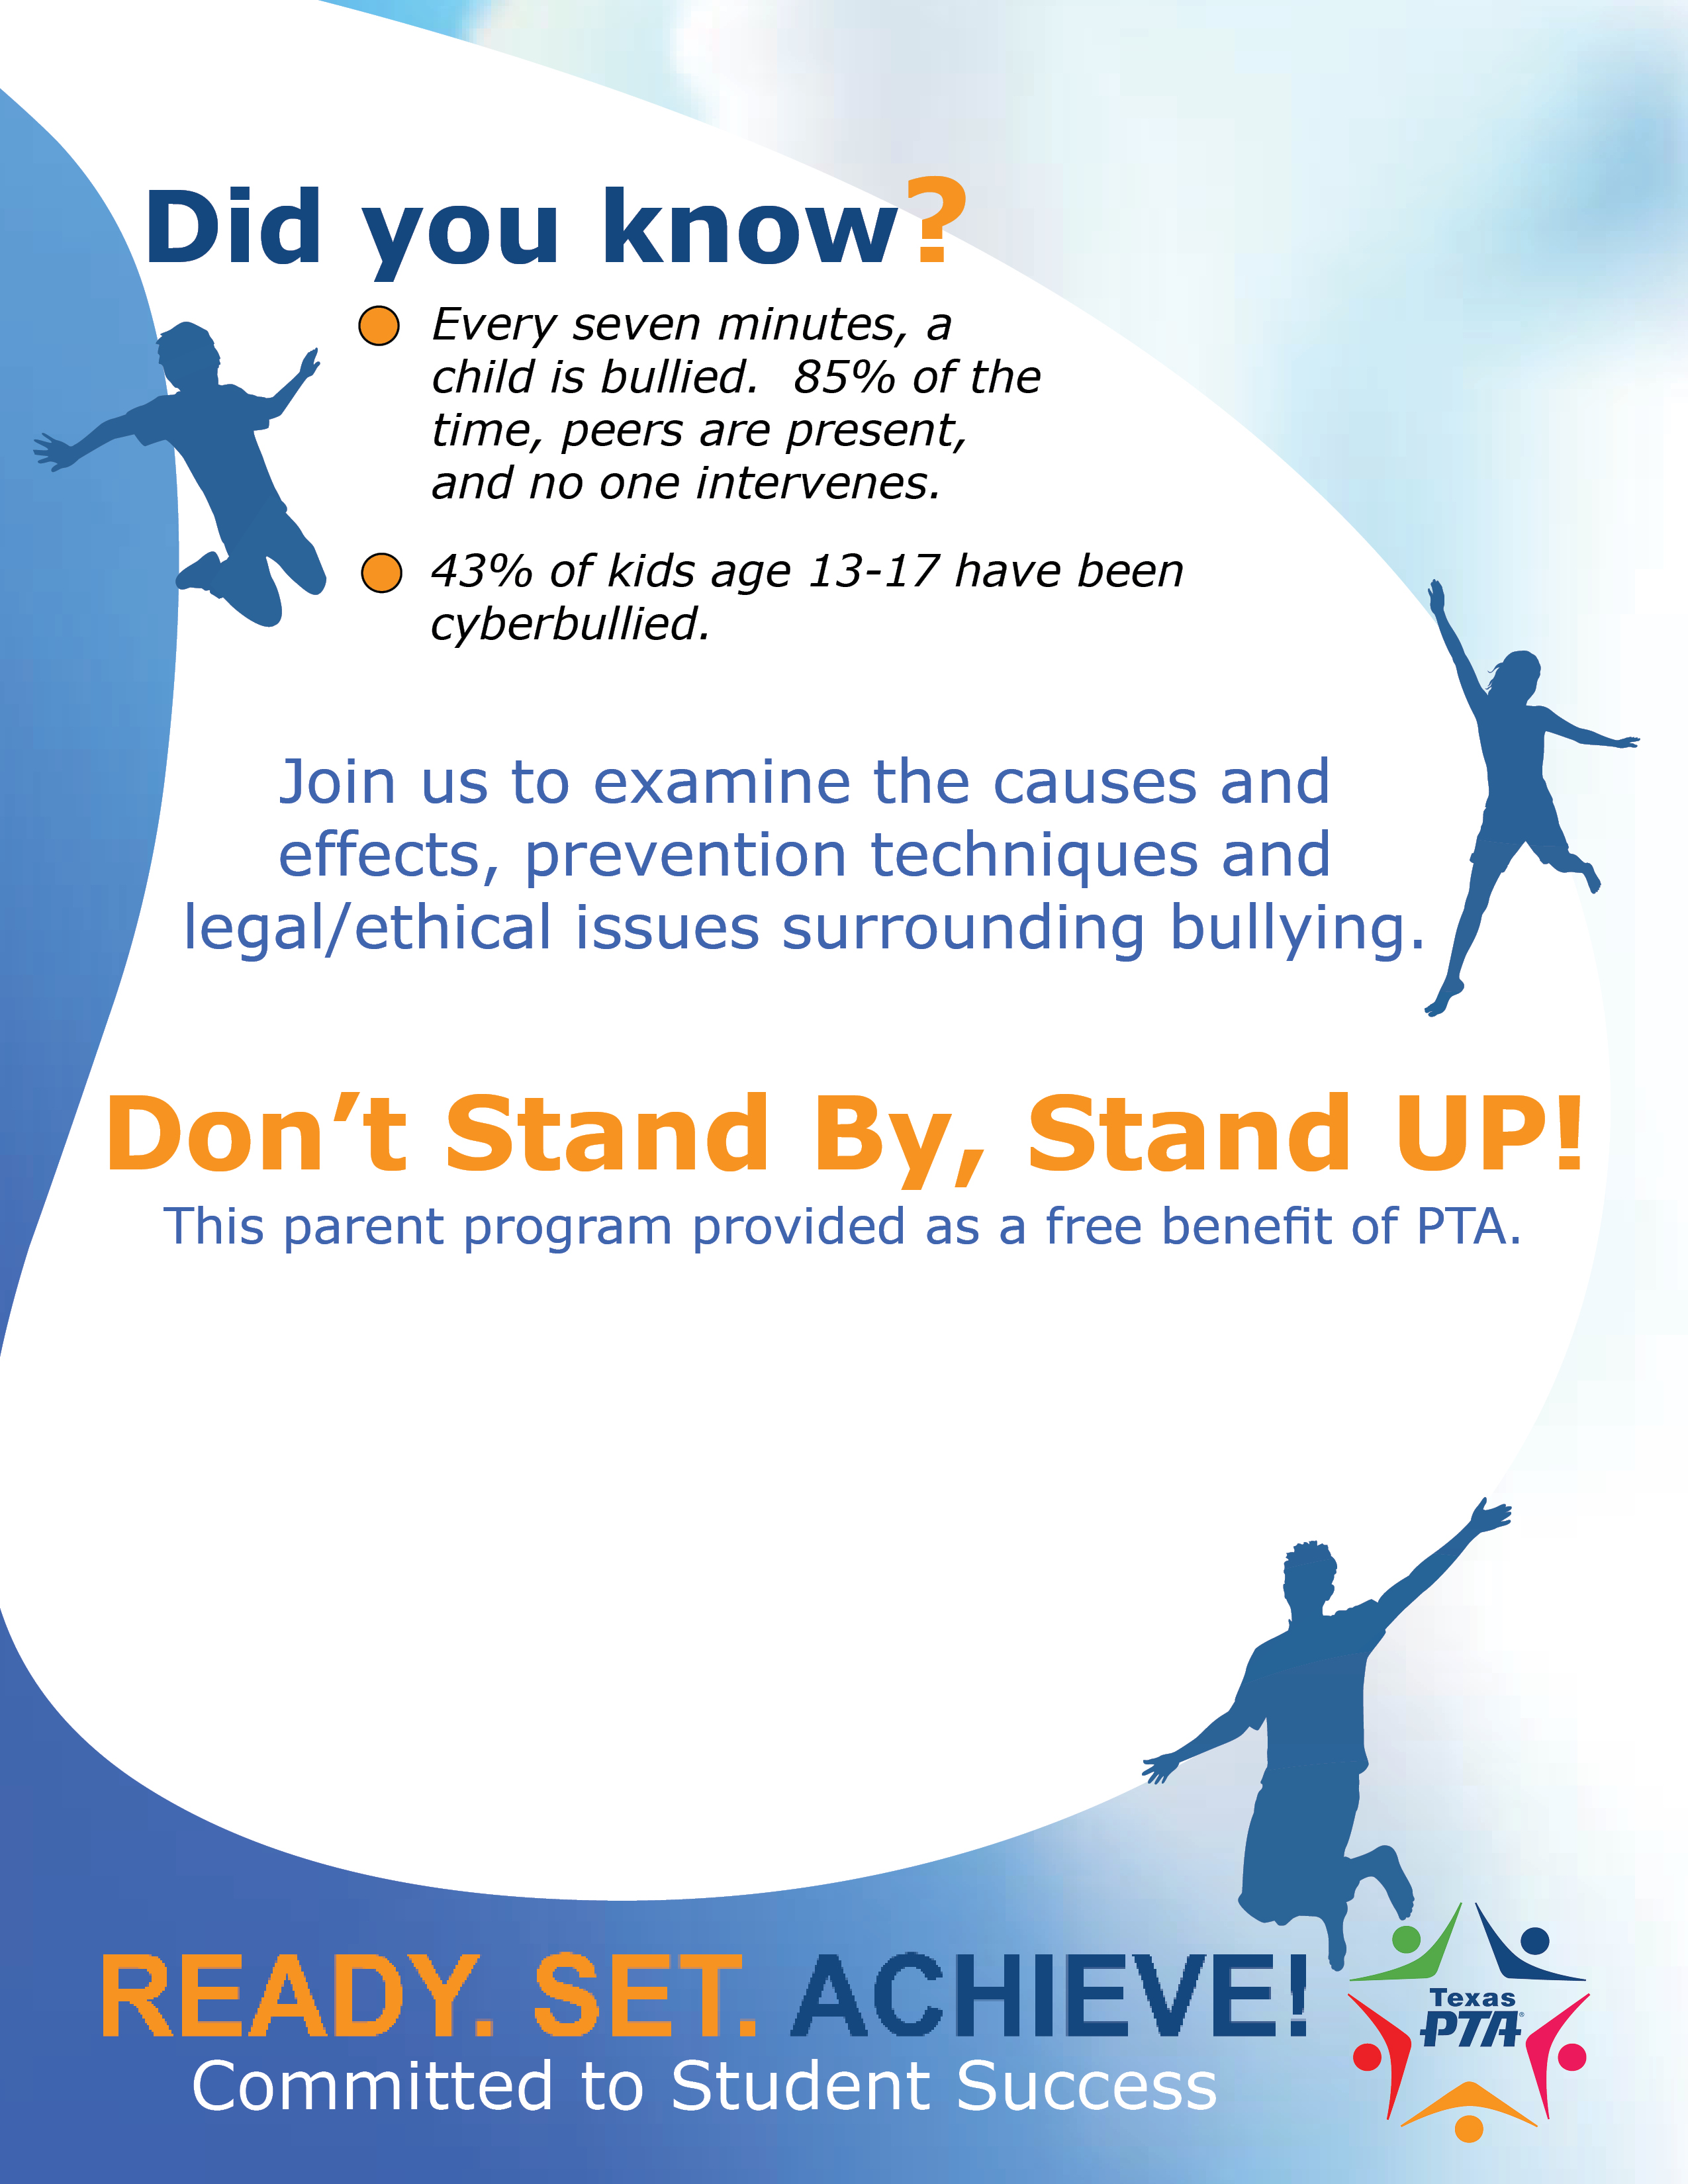 Did you know?
Every seven minutes, a
child is bullied.  85% of the
time, peers are present,
and no one intervenes.
43% of kids age 13-17 have been
cyberbullied.
Join us to examine the causes and
effects, prevention techniques and
legal/ethical issues surrounding bullying.
Don’t Stand By, Stand UP!
This parent program provided as a free benefit of PTA.
READY. SET. ACHIEVE!
Committed to Student Success
Texas
PTA®